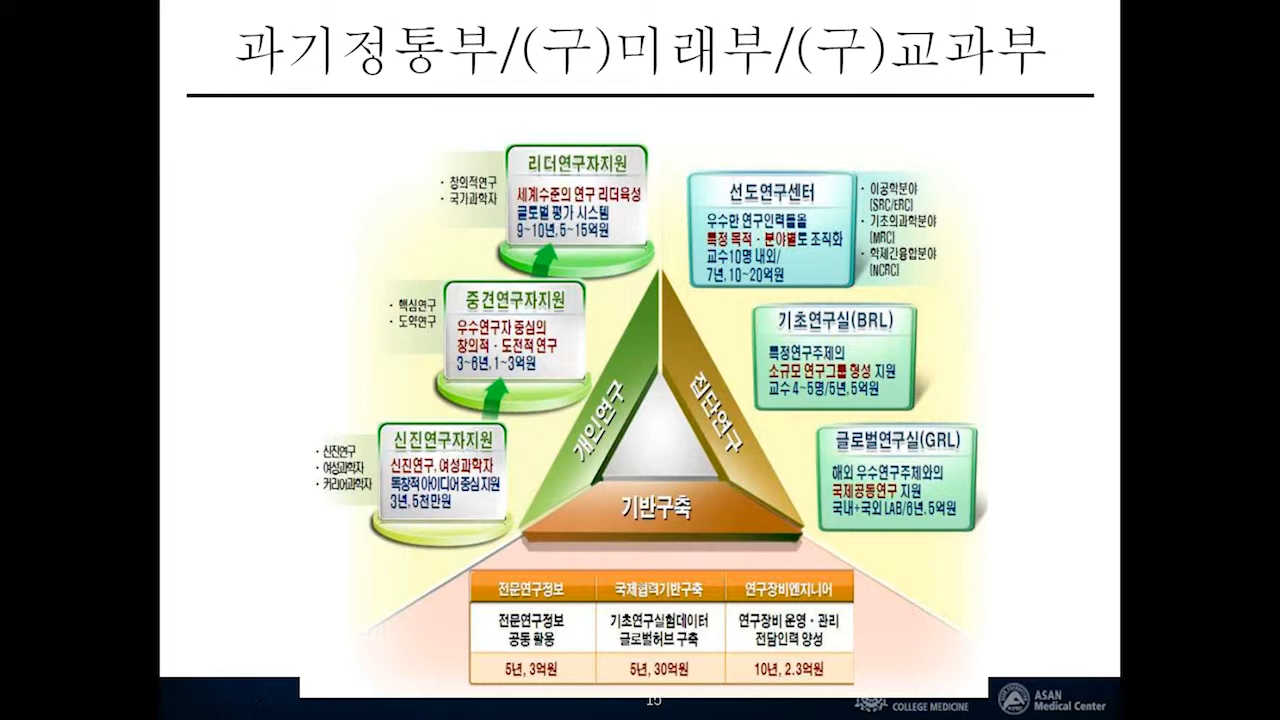 과기정통부/(구)미래부/(구)교과부
리더연구자지원
· 창의적연구
· 국가과학자
세계수준의 연구 리더육성
글로벌 평가 시스템
9~10년, 5~15억원
중견연구자지원
· 핵심연구
· 도약연구
우수연구자 중심의
창의적 · 도전적 연구
3~6년, 1~3억원
신진연구자지원
· 신진연구
· 여성과학자
· 커리어과학자
신진연구, 여성과학자
독창적 아이디어 중심 지원
3년, 5천만원
선도연구센터
우수한 연구인력들을
특정 목적 · 분야별로 조직화
교수10명 내외/
7년, 10~20억원
· 이공학분야
(SRC/ERC)
· 기초의과학분야
(MRC)
· 학제간융합분야
(NCRC)
기초연구실(BRL)
특정연구주제의
소규모 연구그룹 형성 지원
교수 4~5명/5년, 5억원
글로벌연구실(GRL)
해외 우수연구주체와의
국제공동연구 지원
국내+국외 LAB/6년, 5억원
개인연구
집단연구
기반구축
전문연구정보 국제협력기반구축 연구장비엔지니어
전문연구정보 기초연구실험데이터 연구장비 운영 · 관리
공동 활용 글로벌허브 구축 전담인력 양성
5년, 3억원 5년, 30억원 10년, 2.3억원
15
COLLEGE MEDICINE
ASAN
Medical Center